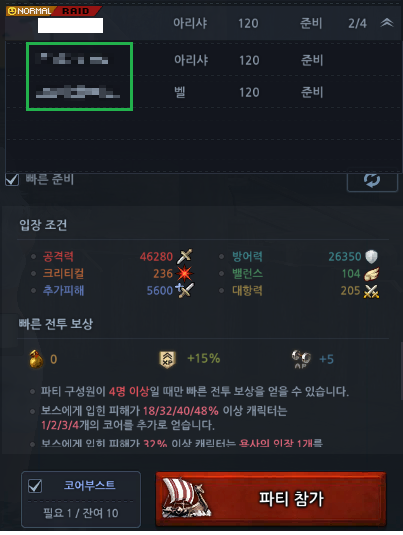 NORMAL RAID
아리샤 120 준비 2/4
아리샤 120 준비
벨 120 준비
빠른 준비
입장 조건
공격력 46280 방어력 26350
크리티컬 236 밸런스 104
추가피해 5600 대항력 205
빠른 전투 보상
0 XP +15% AP +5
파티 구성원이 4명 이상일 때만 빠른 전투 보상을 얻을 수 있습니다.
보스에게 입힌 피해가 18/32/40/48% 이상 캐릭터는
1/2/3/4개의 코어를 추가로 얻습니다.
보스에게 입힌 피해가 32% 이상 캐릭터는 용사의 인장 1개를
코어부스트
필요 1 / 잔여 10
파티 참가